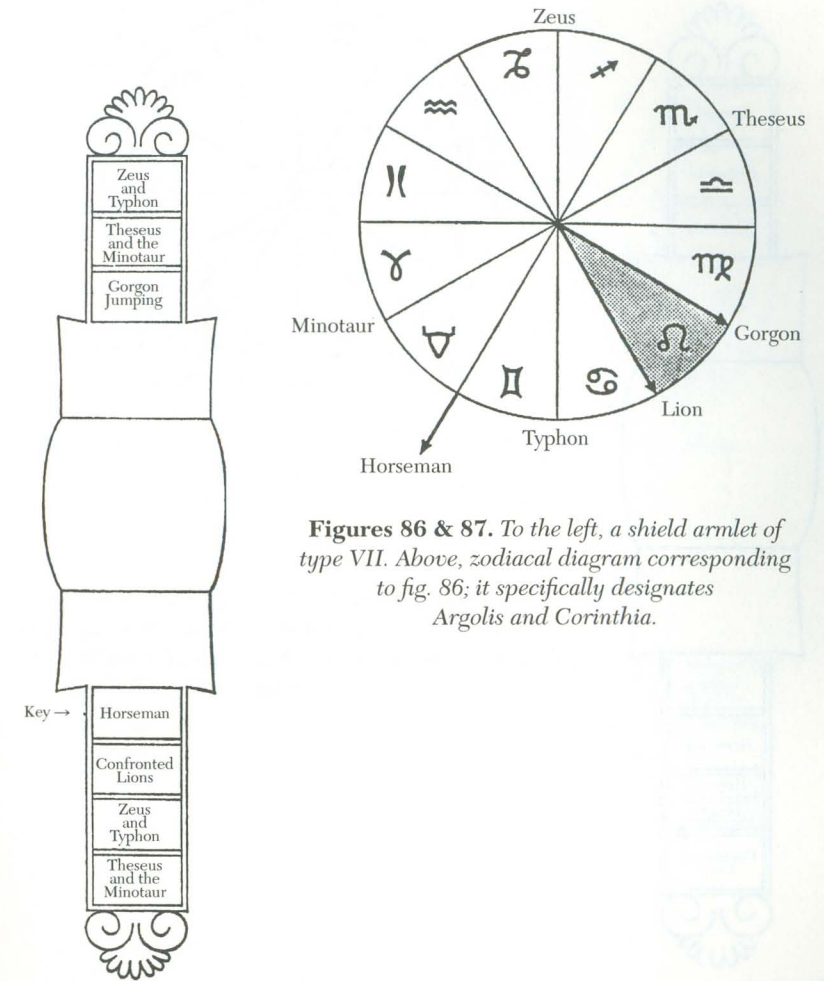 Zeus
and
Typhon
Theseus
and the
Minotaur
Gorgon
Jumping
Key →
Horseman
Confronted
Lions
Zeus
and
Typhon
Theseus
and the
Minotaur
Zeus
Theseus
Gorgon
Lion
Typhon
Horseman
Minotaur
♑ ♐
♒ ♏
♓ ♎
♈ ♍
♉ ♌
♊ ♋
Figures 86 & 87. To the left, a shield armlet of
type VII. Above, zodiacal diagram corresponding
to fig. 86; it specifically designates
Argolis and Corinthia.